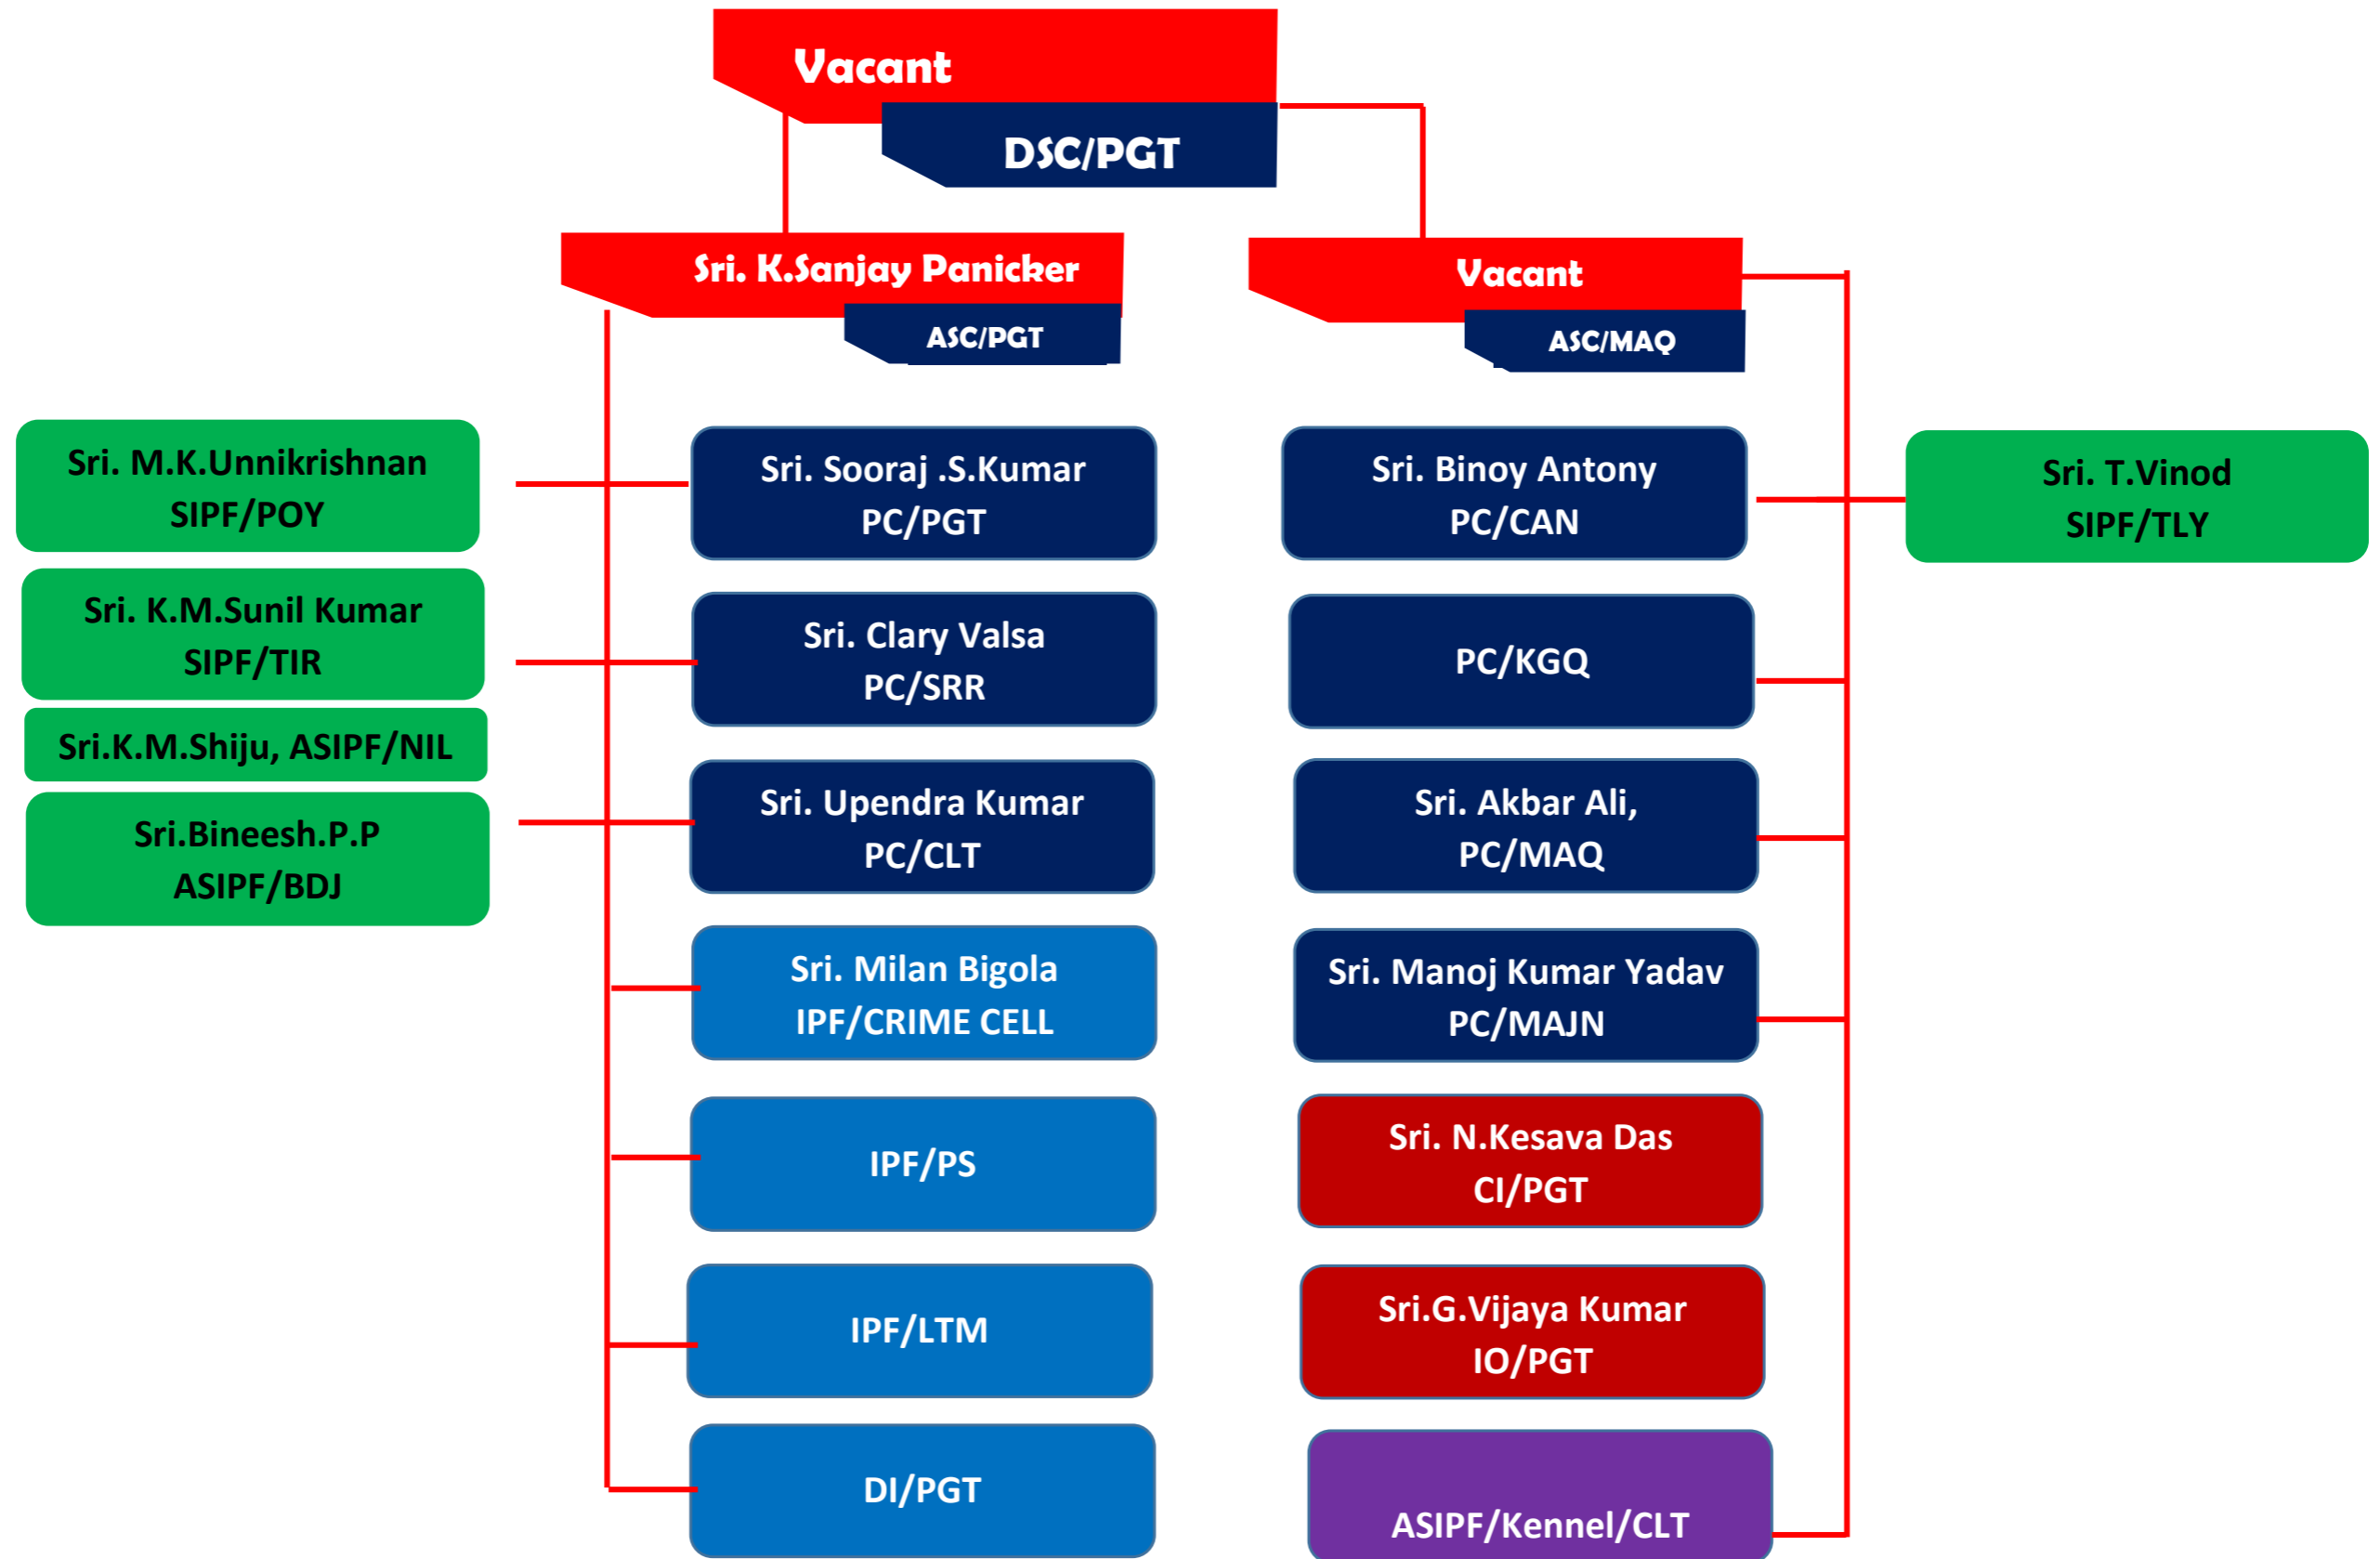 Vacant
DSC/PGT
Sri. K.Sanjay Panicker
ASC/PGT
Vacant
ASC/MAQ
Sri. M.K.Unnikrishnan
SIPF/POY
Sri. K.M.Sunil Kumar
SIPF/TIR
Sri.K.M.Shiju, ASIPF/NIL
Sri.Bineesh.P.P
ASIPF/BDJ
Sri. Sooraj .S.Kumar
PC/PGT
Sri. Clary Valsa
PC/SRR
Sri. Upendra Kumar
PC/CLT
Sri. Milan Bigola
IPF/CRIME CELL
IPF/PS
IPF/LTM
DI/PGT
Sri. Binoy Antony
PC/CAN
PC/KGQ
Sri. Akbar Ali,
PC/MAQ
Sri. Manoj Kumar Yadav
PC/MAJN
Sri. N.Kesava Das
CI/PGT
Sri.G.Vijaya Kumar
IO/PGT
ASIPF/Kennel/CLT
Sri. T.Vinod
SIPF/TLY